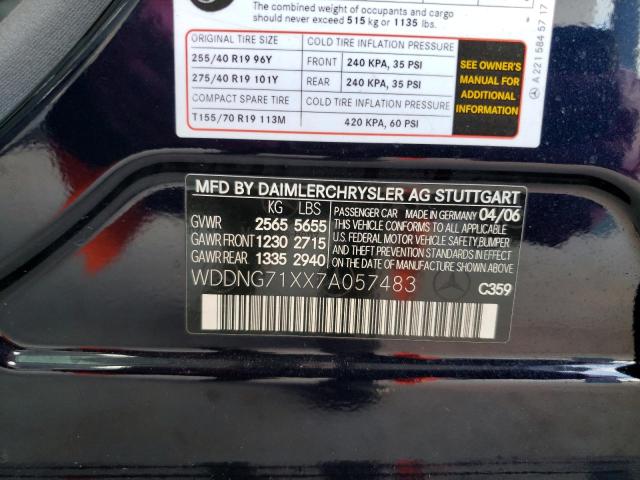 The combined weight of occupants and cargo
should never exceed 515 kg or 1135 lbs.
ORIGINAL TIRE SIZE COLD TIRE INFLATION PRESSURE
255/40 R19 96Y FRONT 240 KPA, 35 PSI
275/40 R19 101Y REAR 240 KPA, 35 PSI
COMPACT SPARE TIRE COLD TIRE INFLATION PRESSURE
T155/70 R19 113M 420 KPA, 60 PSI
SEE OWNER'S
MANUAL FOR
ADDITIONAL
INFORMATION
A 221 584 57 17
MFD BY DAIMLERCHRYSLER AG STUTTGART
KG LBS
GVWR 2565 5655
GAWR FRONT 1230 2715
GAWR REAR 1335 2940
PASSENGER CAR MADE IN GERMANY 04/06
THIS VEHICLE CONFORMS TO ALL APPLICABLE
U.S. FEDERAL MOTOR VEHICLE SAFETY, BUMPER
AND THEFT PREVENTION STANDARDS IN EFFECT
ON THE DATE OF MANUFACTURE SHOWN ABOVE.
WDDNG71XX7A057483
C359